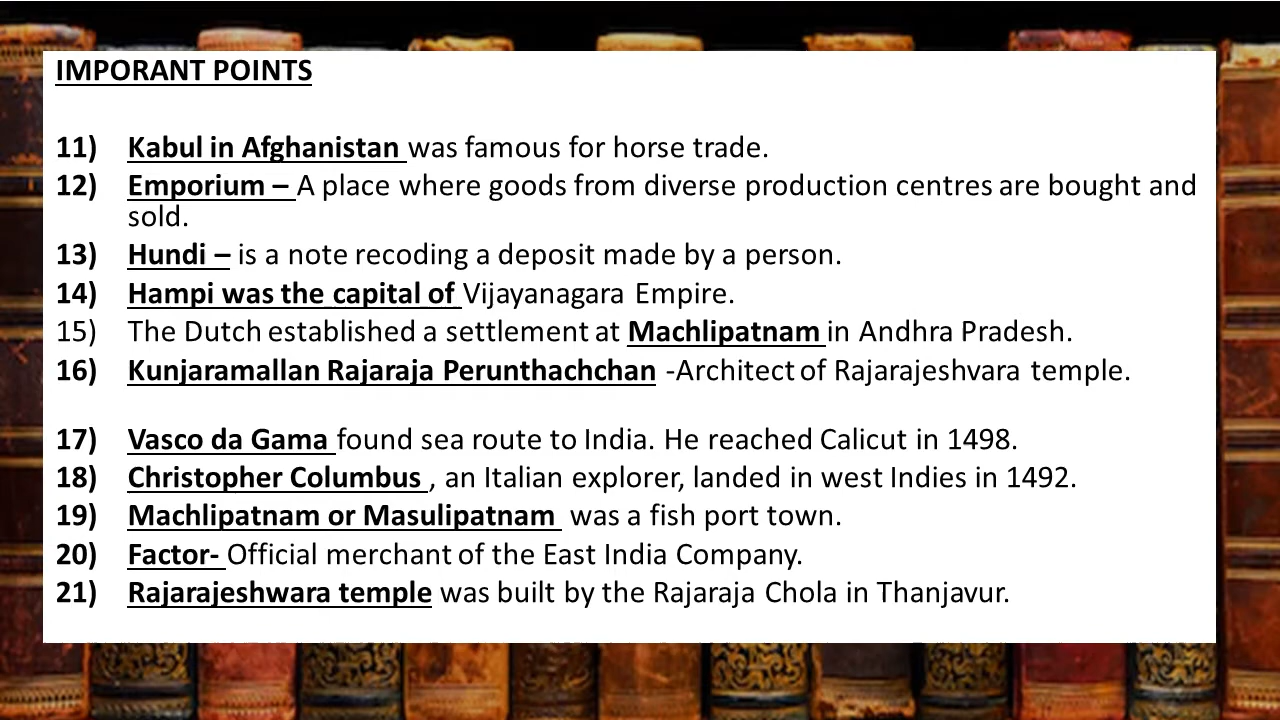 IMPORANT POINTS
11) Kabul in Afghanistan was famous for horse trade.
12) Emporium – A place where goods from diverse production centres are bought and
sold.
13) Hundi – is a note recoding a deposit made by a person.
14) Hampi was the capital of Vijayanagara Empire.
15) The Dutch established a settlement at Machlipatnam in Andhra Pradesh.
16) Kunjaramallan Rajaraja Perunthachchan -Architect of Rajarajeshvara temple.
17) Vasco da Gama found sea route to India. He reached Calicut in 1498.
18) Christopher Columbus , an Italian explorer, landed in west Indies in 1492.
19) Machlipatnam or Masulipatnam was a fish port town.
20) Factor- Official merchant of the East India Company.
21) Rajarajeshwara temple was built by the Rajaraja Chola in Thanjavur.